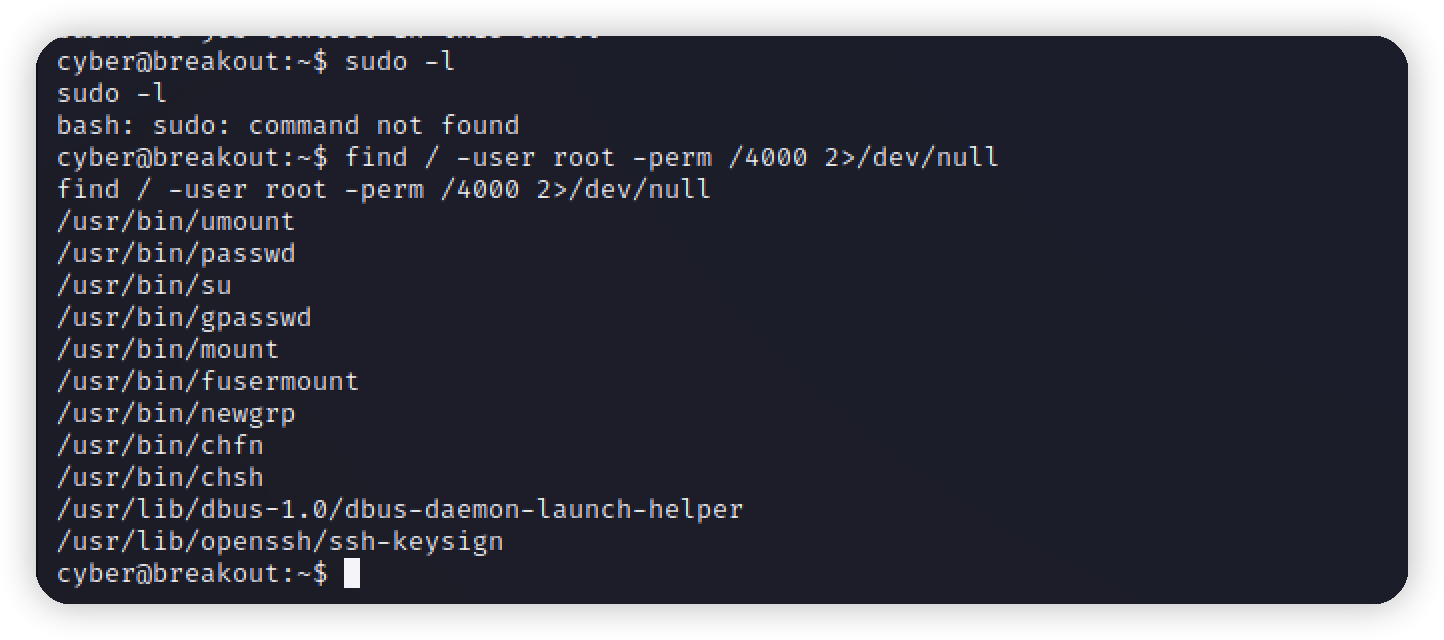 cyber@breakout:~$ sudo -l
sudo -l
bash: sudo: command not found
cyber@breakout:~$ find / -user root -perm /4000 2>/dev/null
find / -user root -perm /4000 2>/dev/null
/usr/bin/umount
/usr/bin/passwd
/usr/bin/su
/usr/bin/gpasswd
/usr/bin/mount
/usr/bin/fusermount
/usr/bin/newgrp
/usr/bin/chfn
/usr/bin/chsh
/usr/lib/dbus-1.0/dbus-daemon-launch-helper
/usr/lib/openssh/ssh-keysign
cyber@breakout:~$